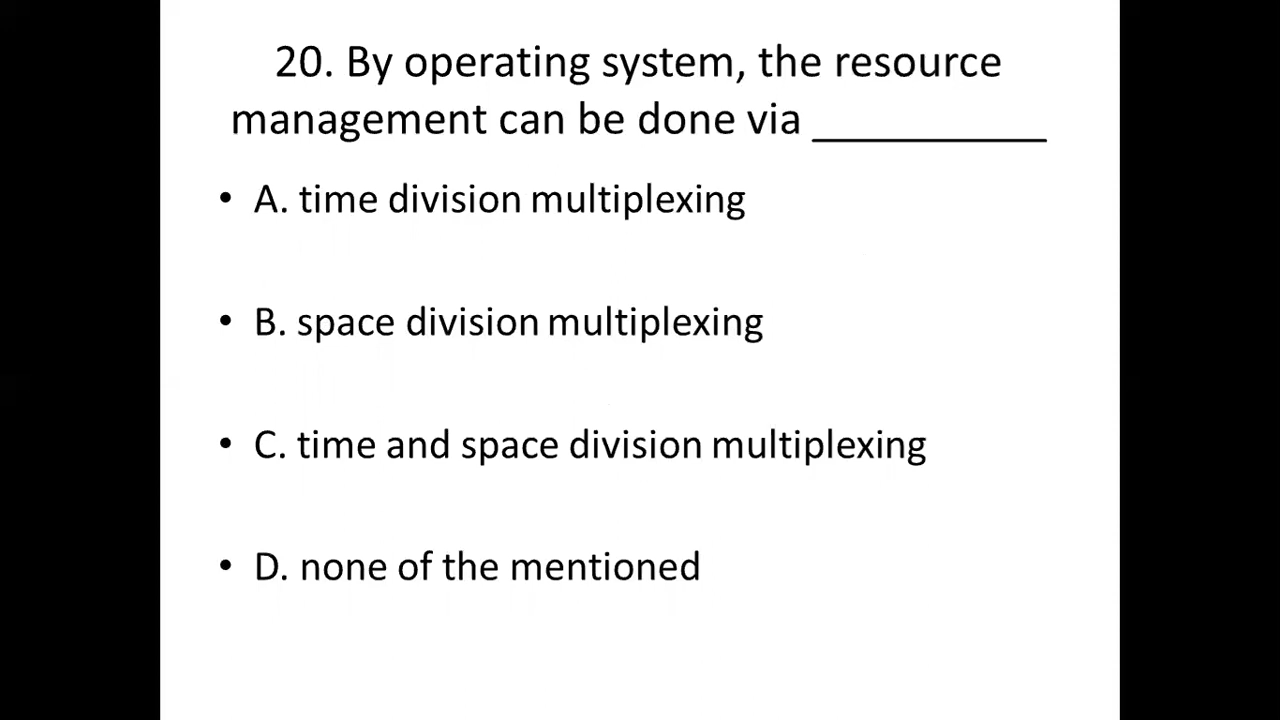 20. By operating system, the resource
management can be done via __________
• A. time division multiplexing
• B. space division multiplexing
• C. time and space division multiplexing
• D. none of the mentioned